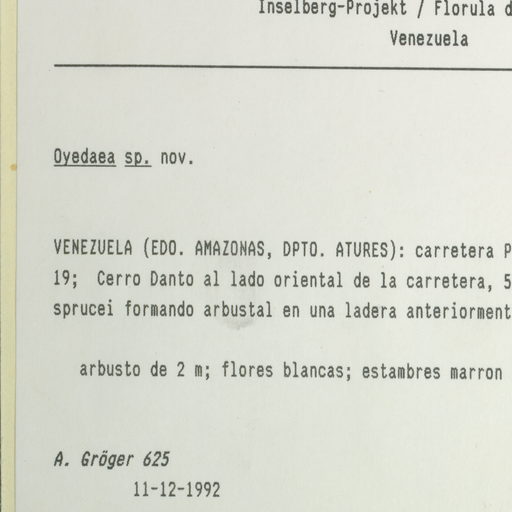 Inselberg-Projekt / Florula d
Venezuela
Oyedaea sp. nov.
VENEZUELA (EDO. AMAZONAS, DPTO. ATURES): carretera P
19; Cerro Danto al lado oriental de la carretera, 5
sprucei formando arbustal en una ladera anteriorment
arbusto de 2 m; flores blancas; estambres marron
A. Gröger 625
11-12-1992